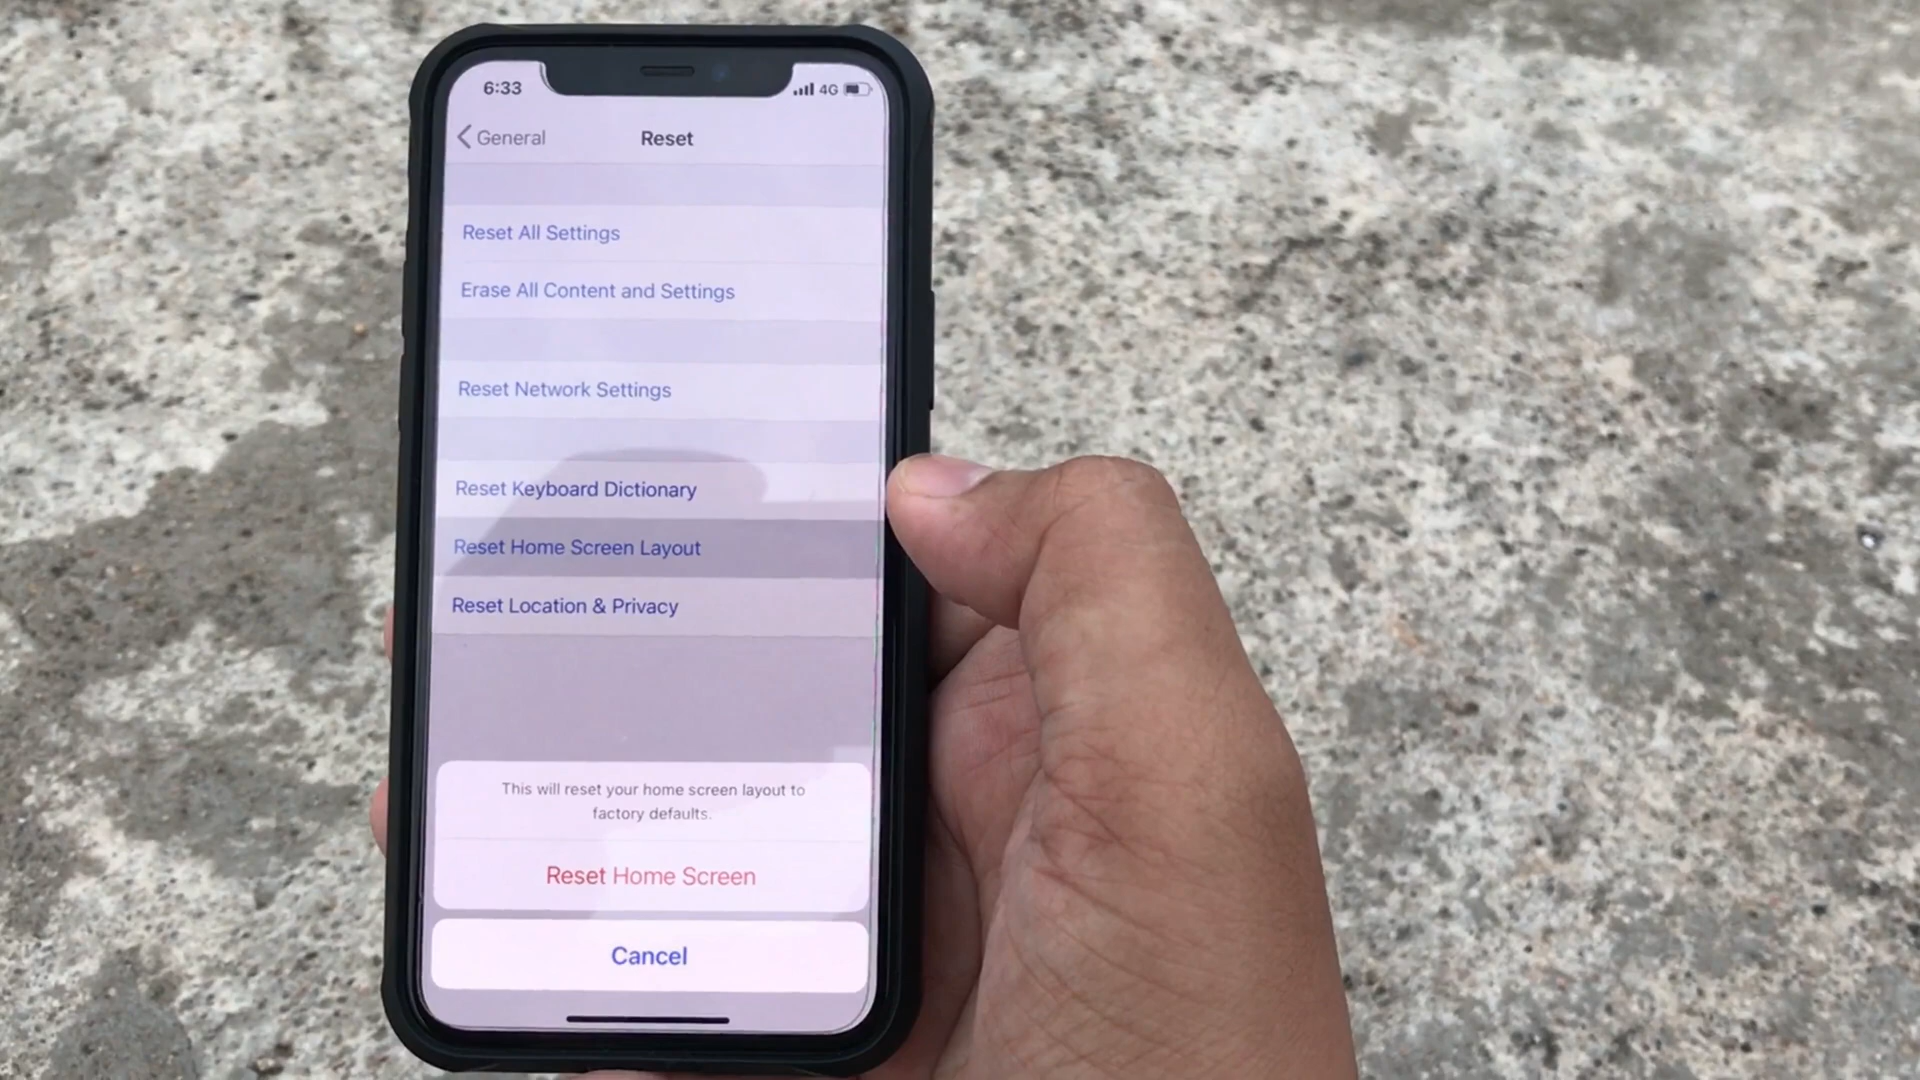 6:33
4G
General
Reset
Reset All Settings
Erase All Content and Settings
Reset Network Settings
Reset Keyboard Dictionary
Reset Home Screen Layout
Reset Location & Privacy
This will reset your home screen layout to
factory defaults.
Reset Home Screen
Cancel